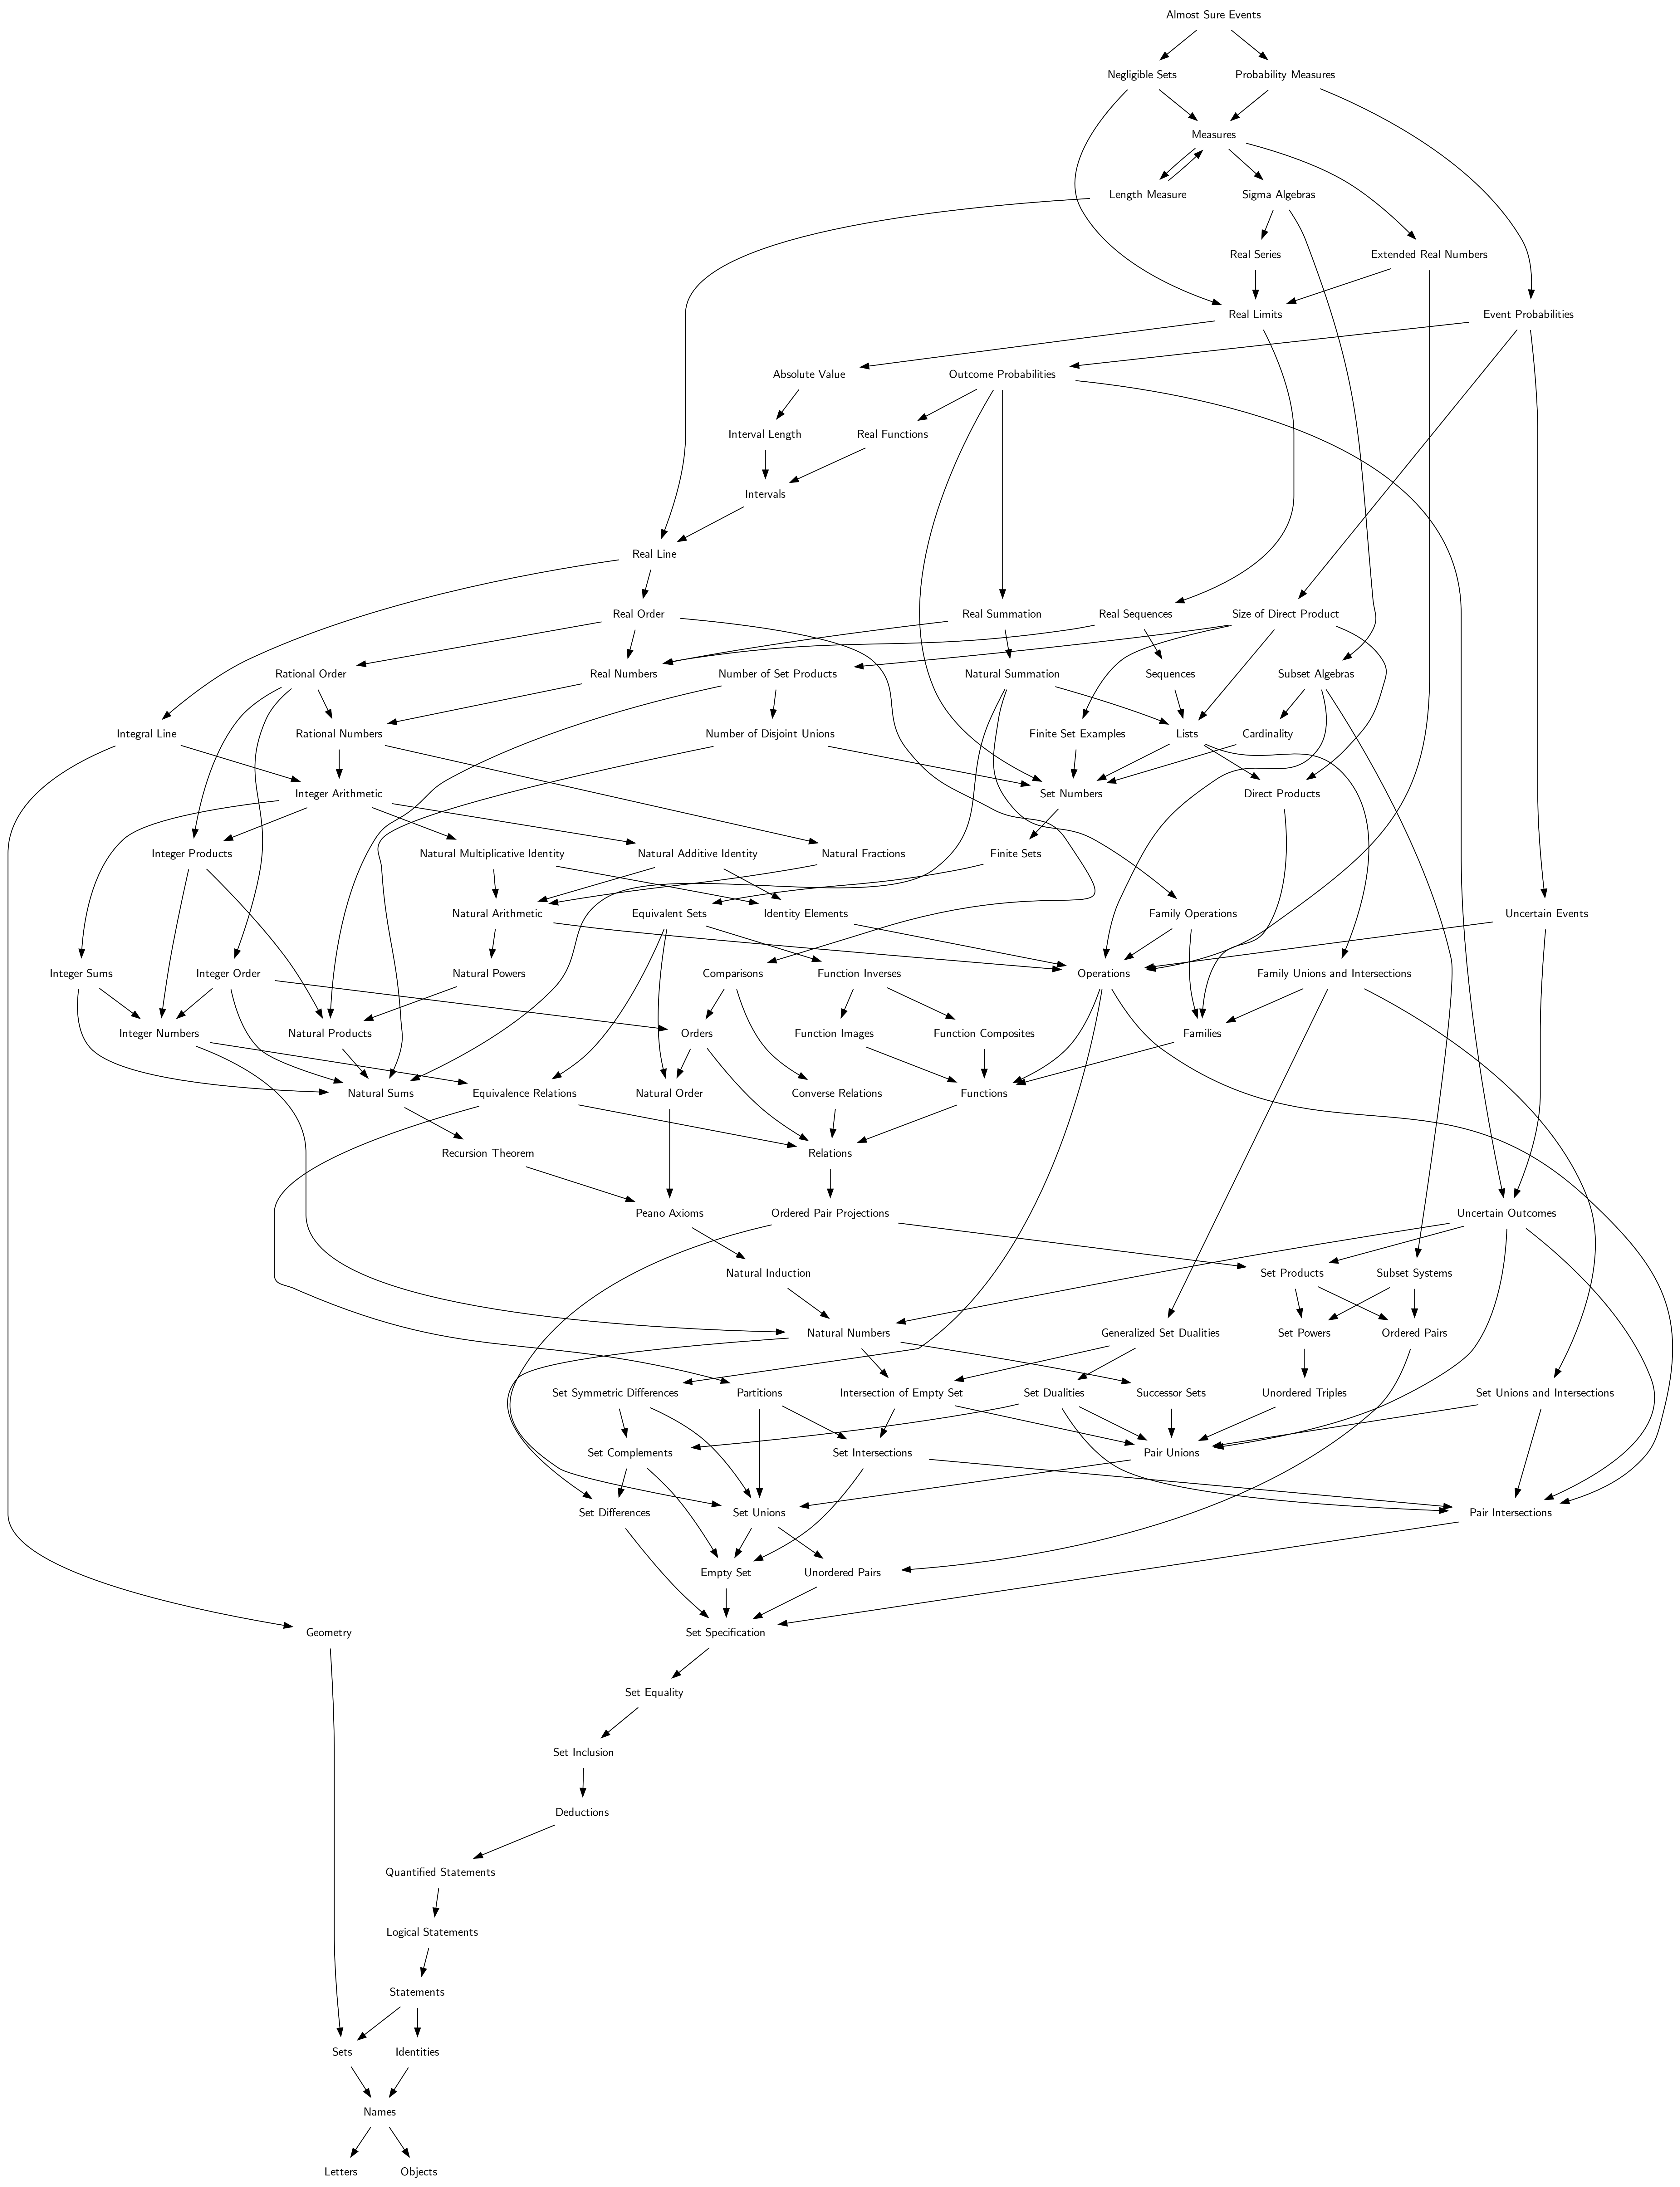 Almost Sure Events
Negligible Sets
Probability Measures
Measures
Length Measure
Sigma Algebras
Real Series
Extended Real Numbers
Real Limits
Event Probabilities
Absolute Value
Outcome Probabilities
Interval Length
Real Functions
Intervals
Real Line
Real Order
Real Summation
Real Sequences
Size of Direct Product
Rational Order
Real Numbers
Number of Set Products
Natural Summation
Sequences
Subset Algebras
Integral Line
Rational Numbers
Number of Disjoint Unions
Finite Set Examples
Lists
Cardinality
Integer Arithmetic
Set Numbers
Direct Products
Integer Products
Natural Multiplicative Identity
Natural Additive Identity
Natural Fractions
Finite Sets
Natural Arithmetic
Equivalent Sets
Identity Elements
Family Operations
Uncertain Events
Integer Sums
Integer Order
Natural Powers
Comparisons
Function Inverses
Operations
Family Unions and Intersections
Integer Numbers
Natural Products
Orders
Function Images
Function Composites
Families
Natural Sums
Equivalence Relations
Natural Order
Converse Relations
Functions
Recursion Theorem
Relations
Peano Axioms
Ordered Pair Projections
Uncertain Outcomes
Natural Induction
Set Products
Subset Systems
Natural Numbers
Generalized Set Dualities
Set Powers
Ordered Pairs
Set Symmetric Differences
Partitions
Intersection of Empty Set
Set Dualities
Successor Sets
Unordered Triples
Set Unions and Intersections
Set Complements
Set Intersections
Pair Unions
Set Differences
Set Unions
Pair Intersections
Empty Set
Unordered Pairs
Geometry
Set Specification
Set Equality
Set Inclusion
Deductions
Quantified Statements
Logical Statements
Statements
Sets
Identities
Names
Letters
Objects